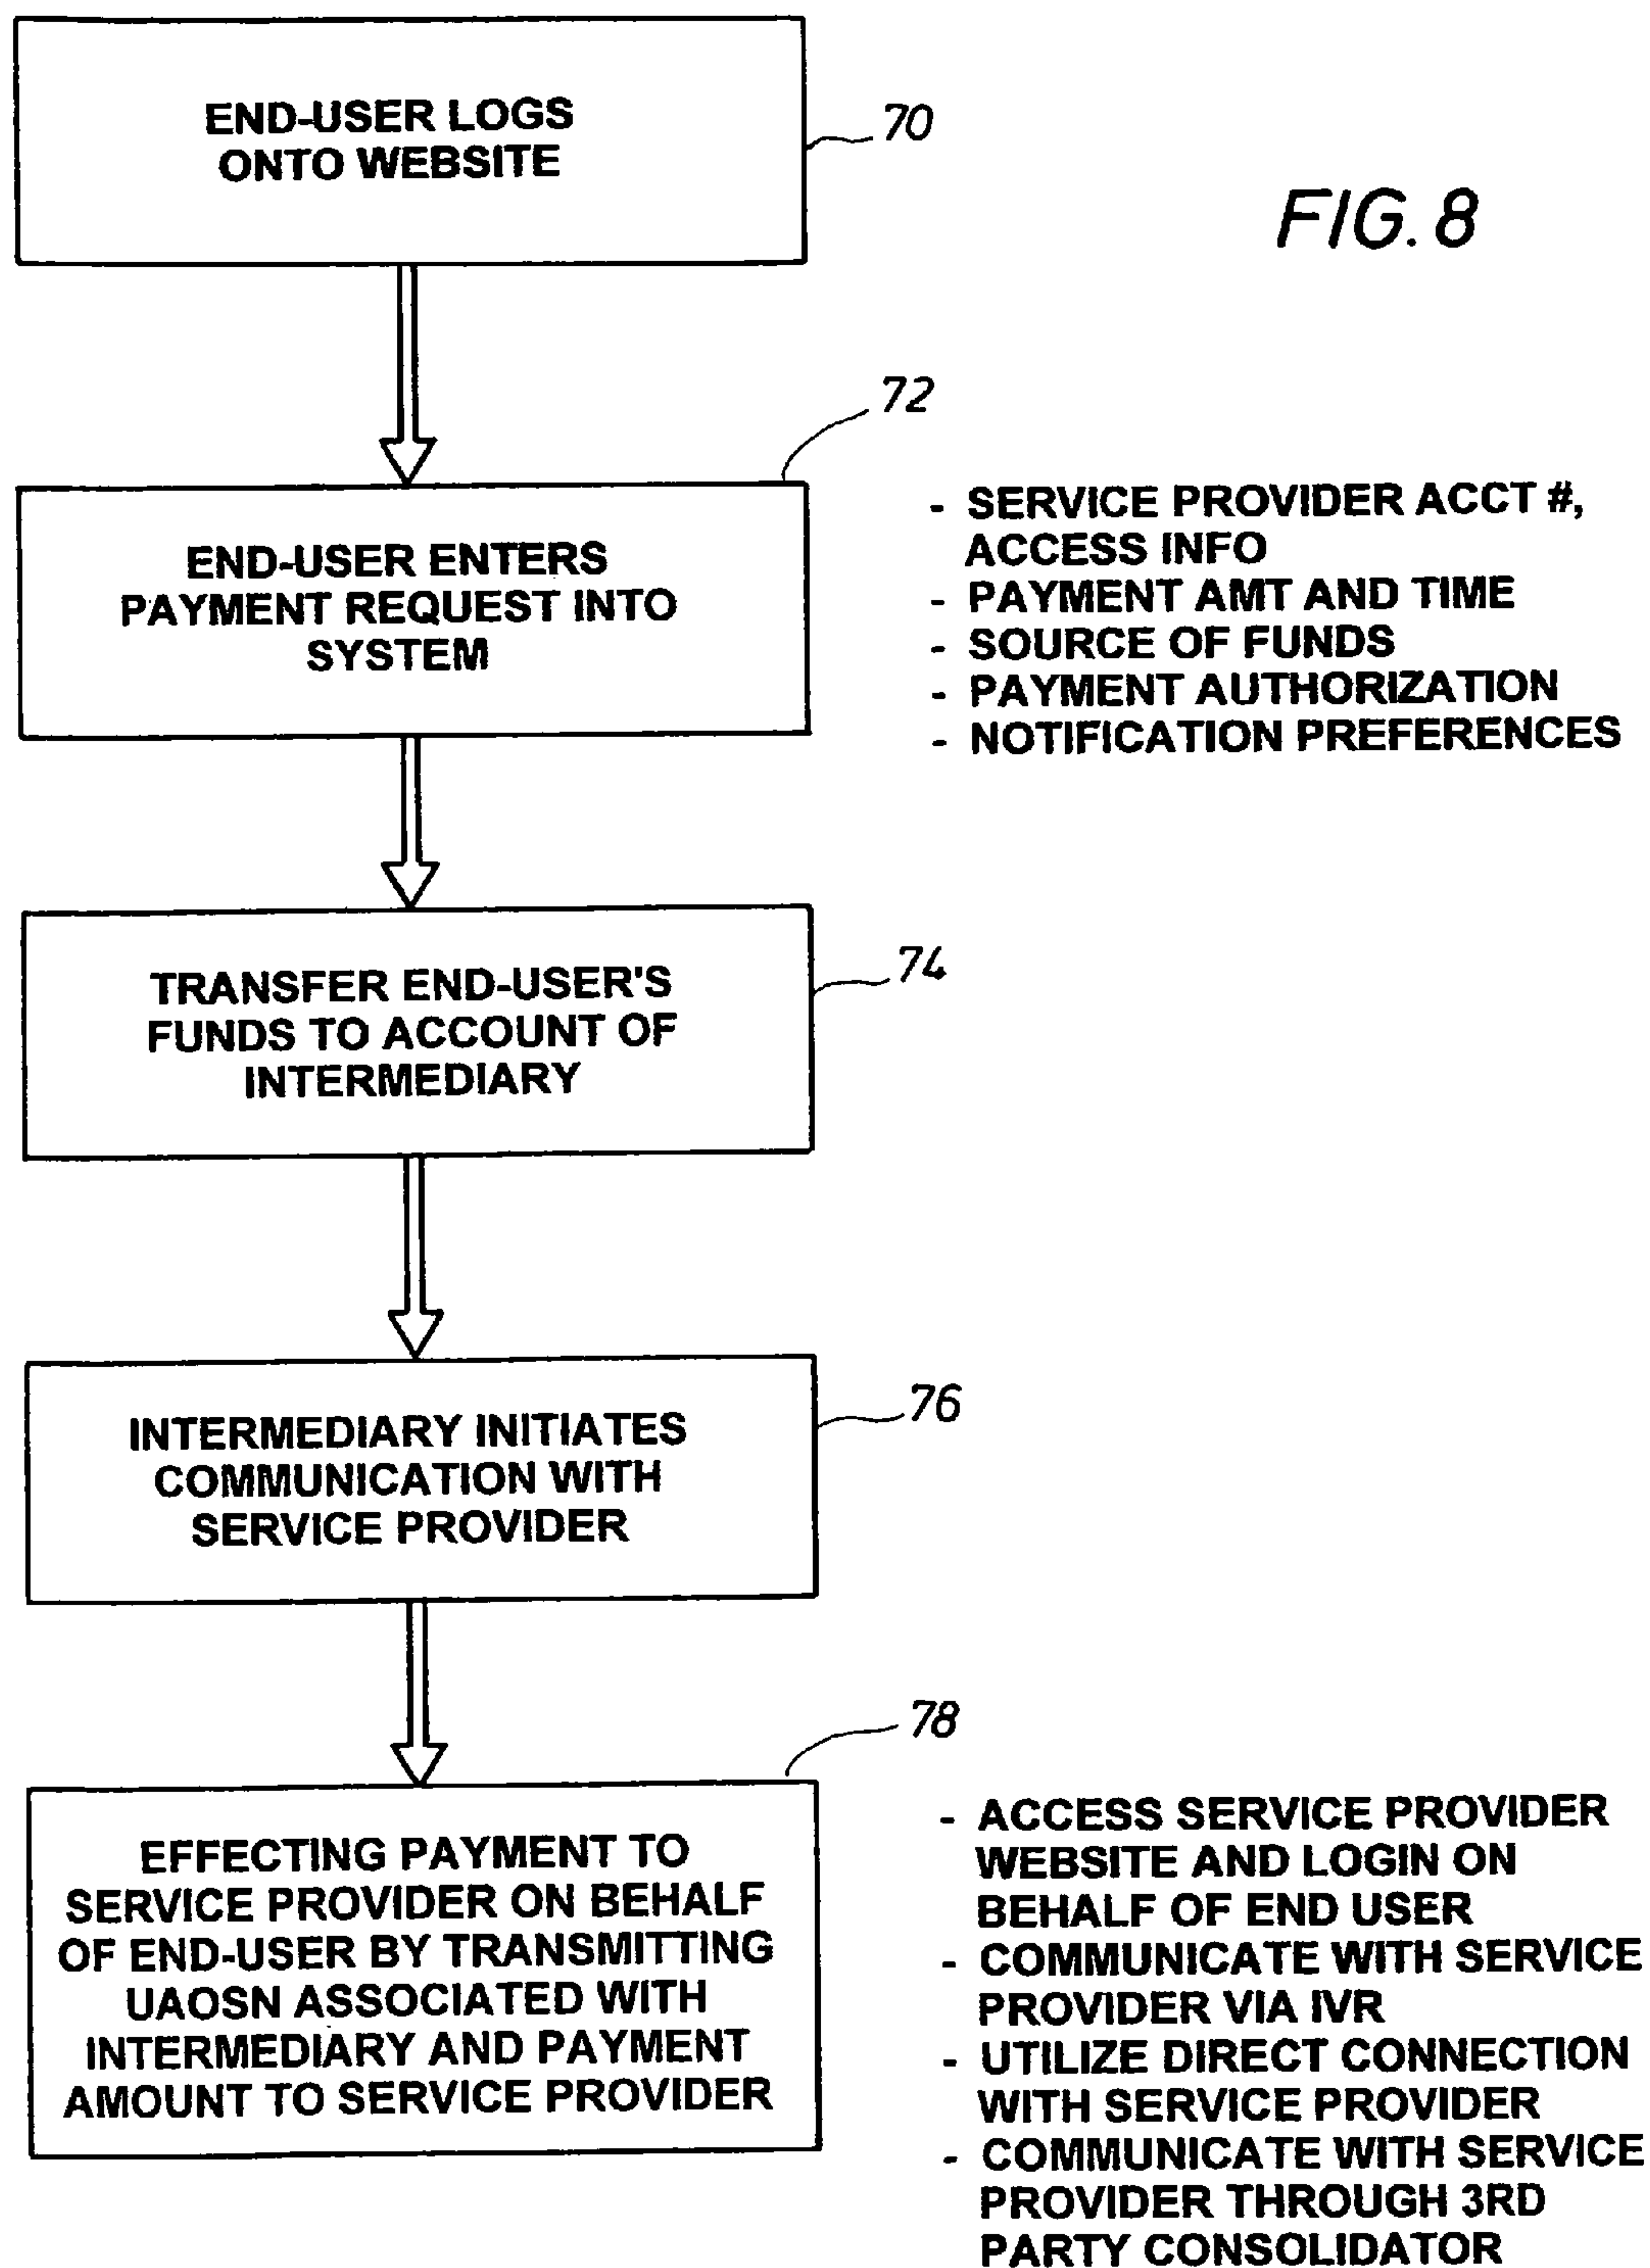 END-USER LOGS
ONTO WEBSITE
70
FIG. 8
72
END-USER ENTERS
PAYMENT REQUEST INTO
SYSTEM
- SERVICE PROVIDER ACCT #,
ACCESS INFO
- PAYMENT AMT AND TIME
- SOURCE OF FUNDS
- PAYMENT AUTHORIZATION
- NOTIFICATION PREFERENCES
TRANSFER END-USER'S
FUNDS TO ACCOUNT OF
INTERMEDIARY
74
INTERMEDIARY INITIATES
COMMUNICATION WITH
SERVICE PROVIDER
76
78
EFFECTING PAYMENT TO
SERVICE PROVIDER ON BEHALF
OF END-USER BY TRANSMITTING
UAOSN ASSOCIATED WITH
INTERMEDIARY AND PAYMENT
AMOUNT TO SERVICE PROVIDER
- ACCESS SERVICE PROVIDER
WEBSITE AND LOGIN ON
BEHALF OF END USER
- COMMUNICATE WITH SERVICE
PROVIDER VIA IVR
- UTILIZE DIRECT CONNECTION
WITH SERVICE PROVIDER
- COMMUNICATE WITH SERVICE
PROVIDER THROUGH 3RD
PARTY CONSOLIDATOR